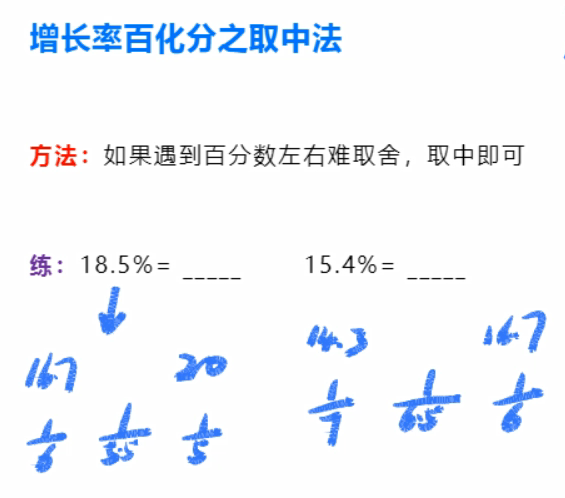 增长率百化分之取中法
方法：如果遇到百分数左右难取舍，取中即可
练：18.5%= _____ 15.4%= _____
16.7 20 14.3 16.7
1/6 1/5.5 1/5 1/7 1/6.5 1/6